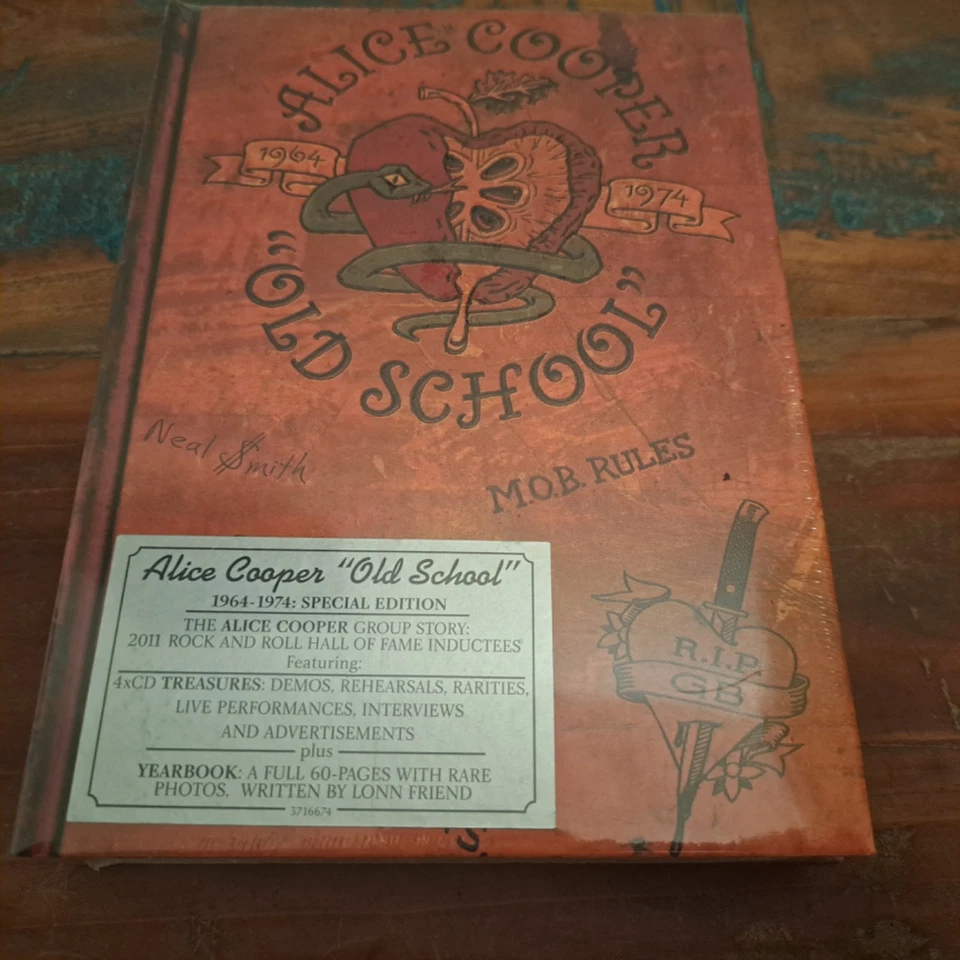 ALICE COOPER
1964
1974
"OLD SCHOOL"
Neal $mith
M.O.B. RULES
R.I.P.
GB
Alice Cooper "Old School"
1964-1974: SPECIAL EDITION
THE ALICE COOPER GROUP STORY:
2011 ROCK AND ROLL HALL OF FAME INDUCTEES
Featuring:
4xCD TREASURES: DEMOS, REHEARSALS, RARITIES,
LIVE PERFORMANCES, INTERVIEWS
AND ADVERTISEMENTS
plus
YEARBOOK: A FULL 60-PAGES WITH RARE
PHOTOS, WRITTEN BY LONN FRIEND
3716674